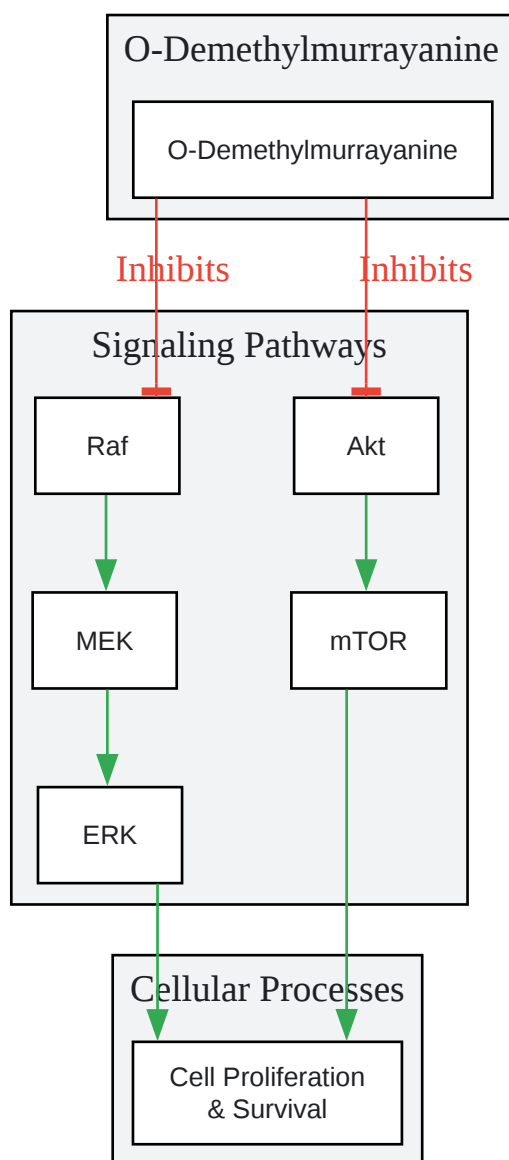 O-Demethylmurrayanine
O-Demethylmurrayanine
Inhibits
Inhibits
Signaling Pathways
Raf
Akt
MEK
mTOR
ERK
Cellular Processes
Cell Proliferation
& Survival